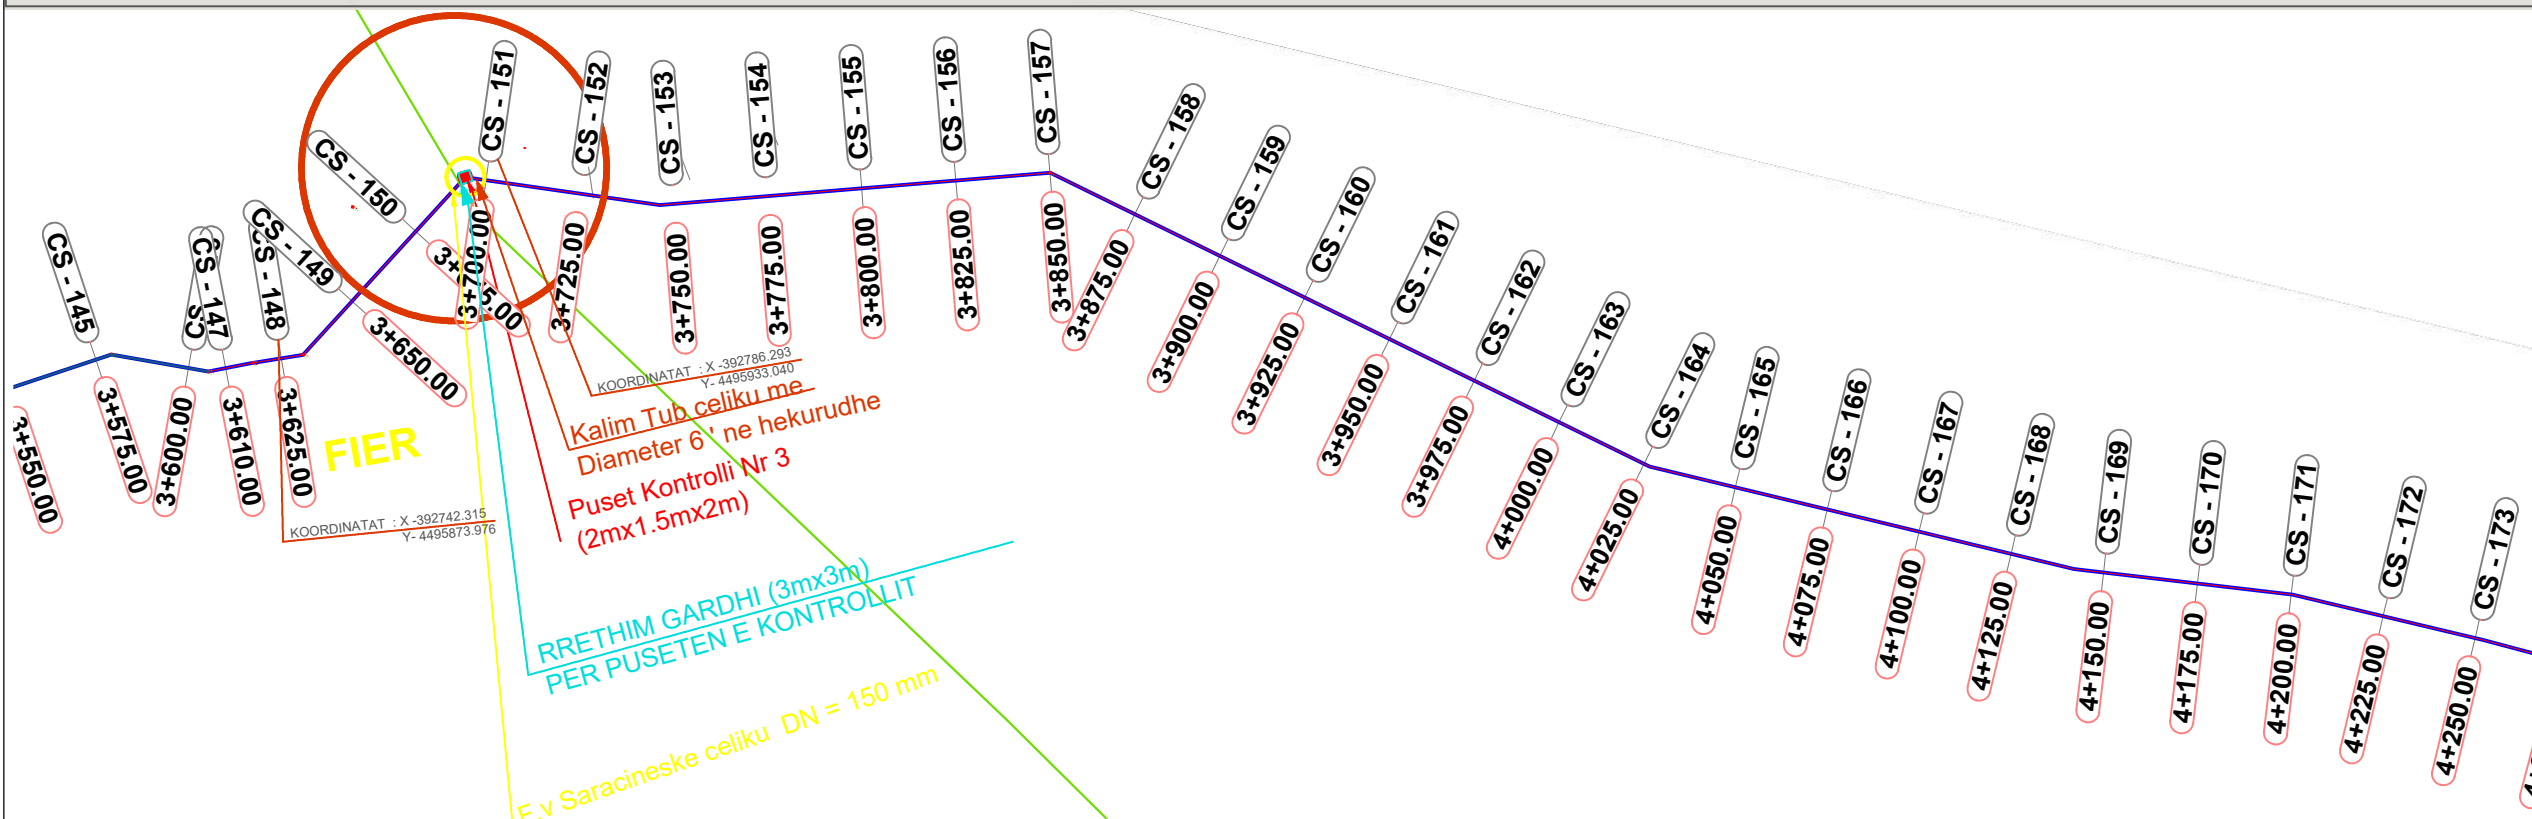 CS - 145
CS - 147
CS - 148
CS - 149
CS - 150
CS - 151
CS - 152
CS - 153
CS - 154
CS - 155
CS - 156
CS - 157
CS - 158
CS - 159
CS - 160
CS - 161
CS - 162
CS - 163
CS - 164
CS - 165
CS - 166
CS - 167
CS - 168
CS - 169
CS - 170
CS - 171
CS - 172
CS - 173
3+550.00
3+575.00
3+600.00
3+610.00
3+625.00
3+650.00
3+700.00
3+725.00
3+750.00
3+775.00
3+800.00
3+825.00
3+850.00
3+875.00
3+900.00
3+925.00
3+950.00
3+975.00
4+000.00
4+025.00
4+050.00
4+075.00
4+100.00
4+125.00
4+150.00
4+175.00
4+200.00
4+225.00
4+250.00
FIER
KOORDINATAT : X -392742.315
Y- 4495873.976
KOORDINATAT : X -392786.293
Y- 4495933.040
Kalim Tub celiku me
Diameter 6 ' ne hekurudhe
Puset Kontrolli Nr 3
(2mx1.5mx2m)
RRETHIM GARDHI (3mx3m)
PER PUSETEN E KONTROLLIT
F.v Saracineske celiku DN = 150 mm